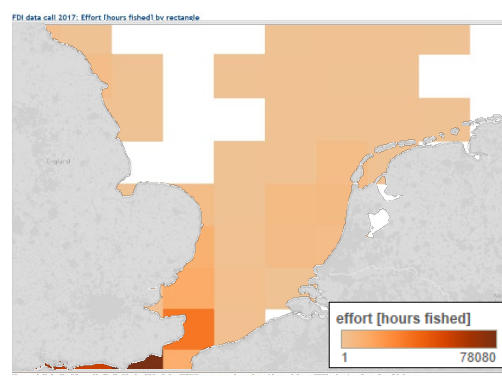 FDI data call 2017: Effort [hours fished] by rectangle
England
effort [hours fished]
1
78080